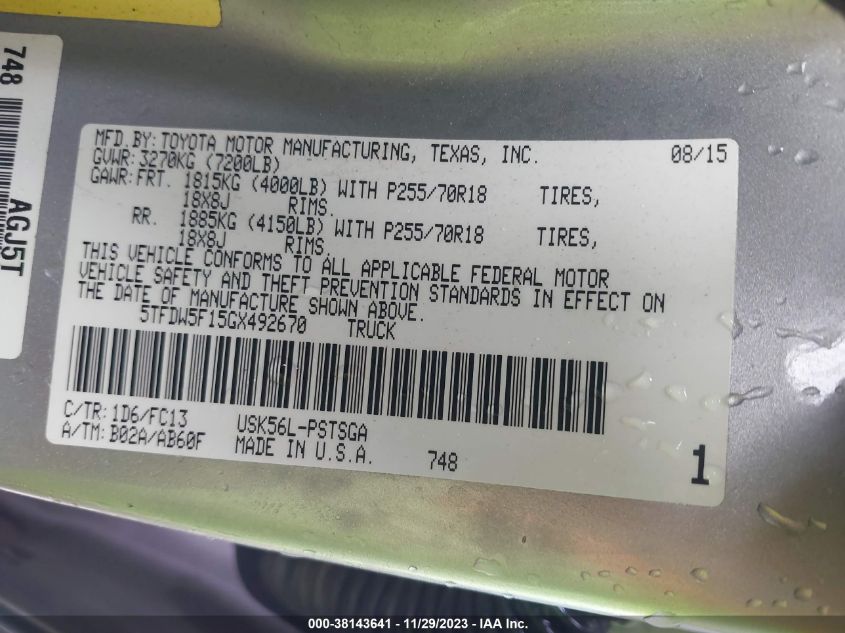 748
AGJ5T
MFD.BY:TOYOTA MOTOR MANUFACTURING, TEXAS, INC. 08/15
GVWR:3270KG (7200LB)
GAWR:FRT. 1815KG (4000LB) WITH P255/70R18 TIRES,
18X8J RIMS.
RR. 1885KG (4150LB) WITH P255/70R18 TIRES,
18X8J RIMS.
THIS VEHICLE CONFORMS TO ALL APPLICABLE FEDERAL MOTOR
VEHICLE SAFETY AND THEFT PREVENTION STANDARDS IN EFFECT ON
THE DATE OF MANUFACTURE SHOWN ABOVE.
5TFDW5F15GX492670 TRUCK
C/TR:1D6/FC13 USK56L-PSTSGA
A/TM:B02A/AB60F MADE IN U.S.A. 748 1
000-38143641 - 11/29/2023 - IAA Inc.